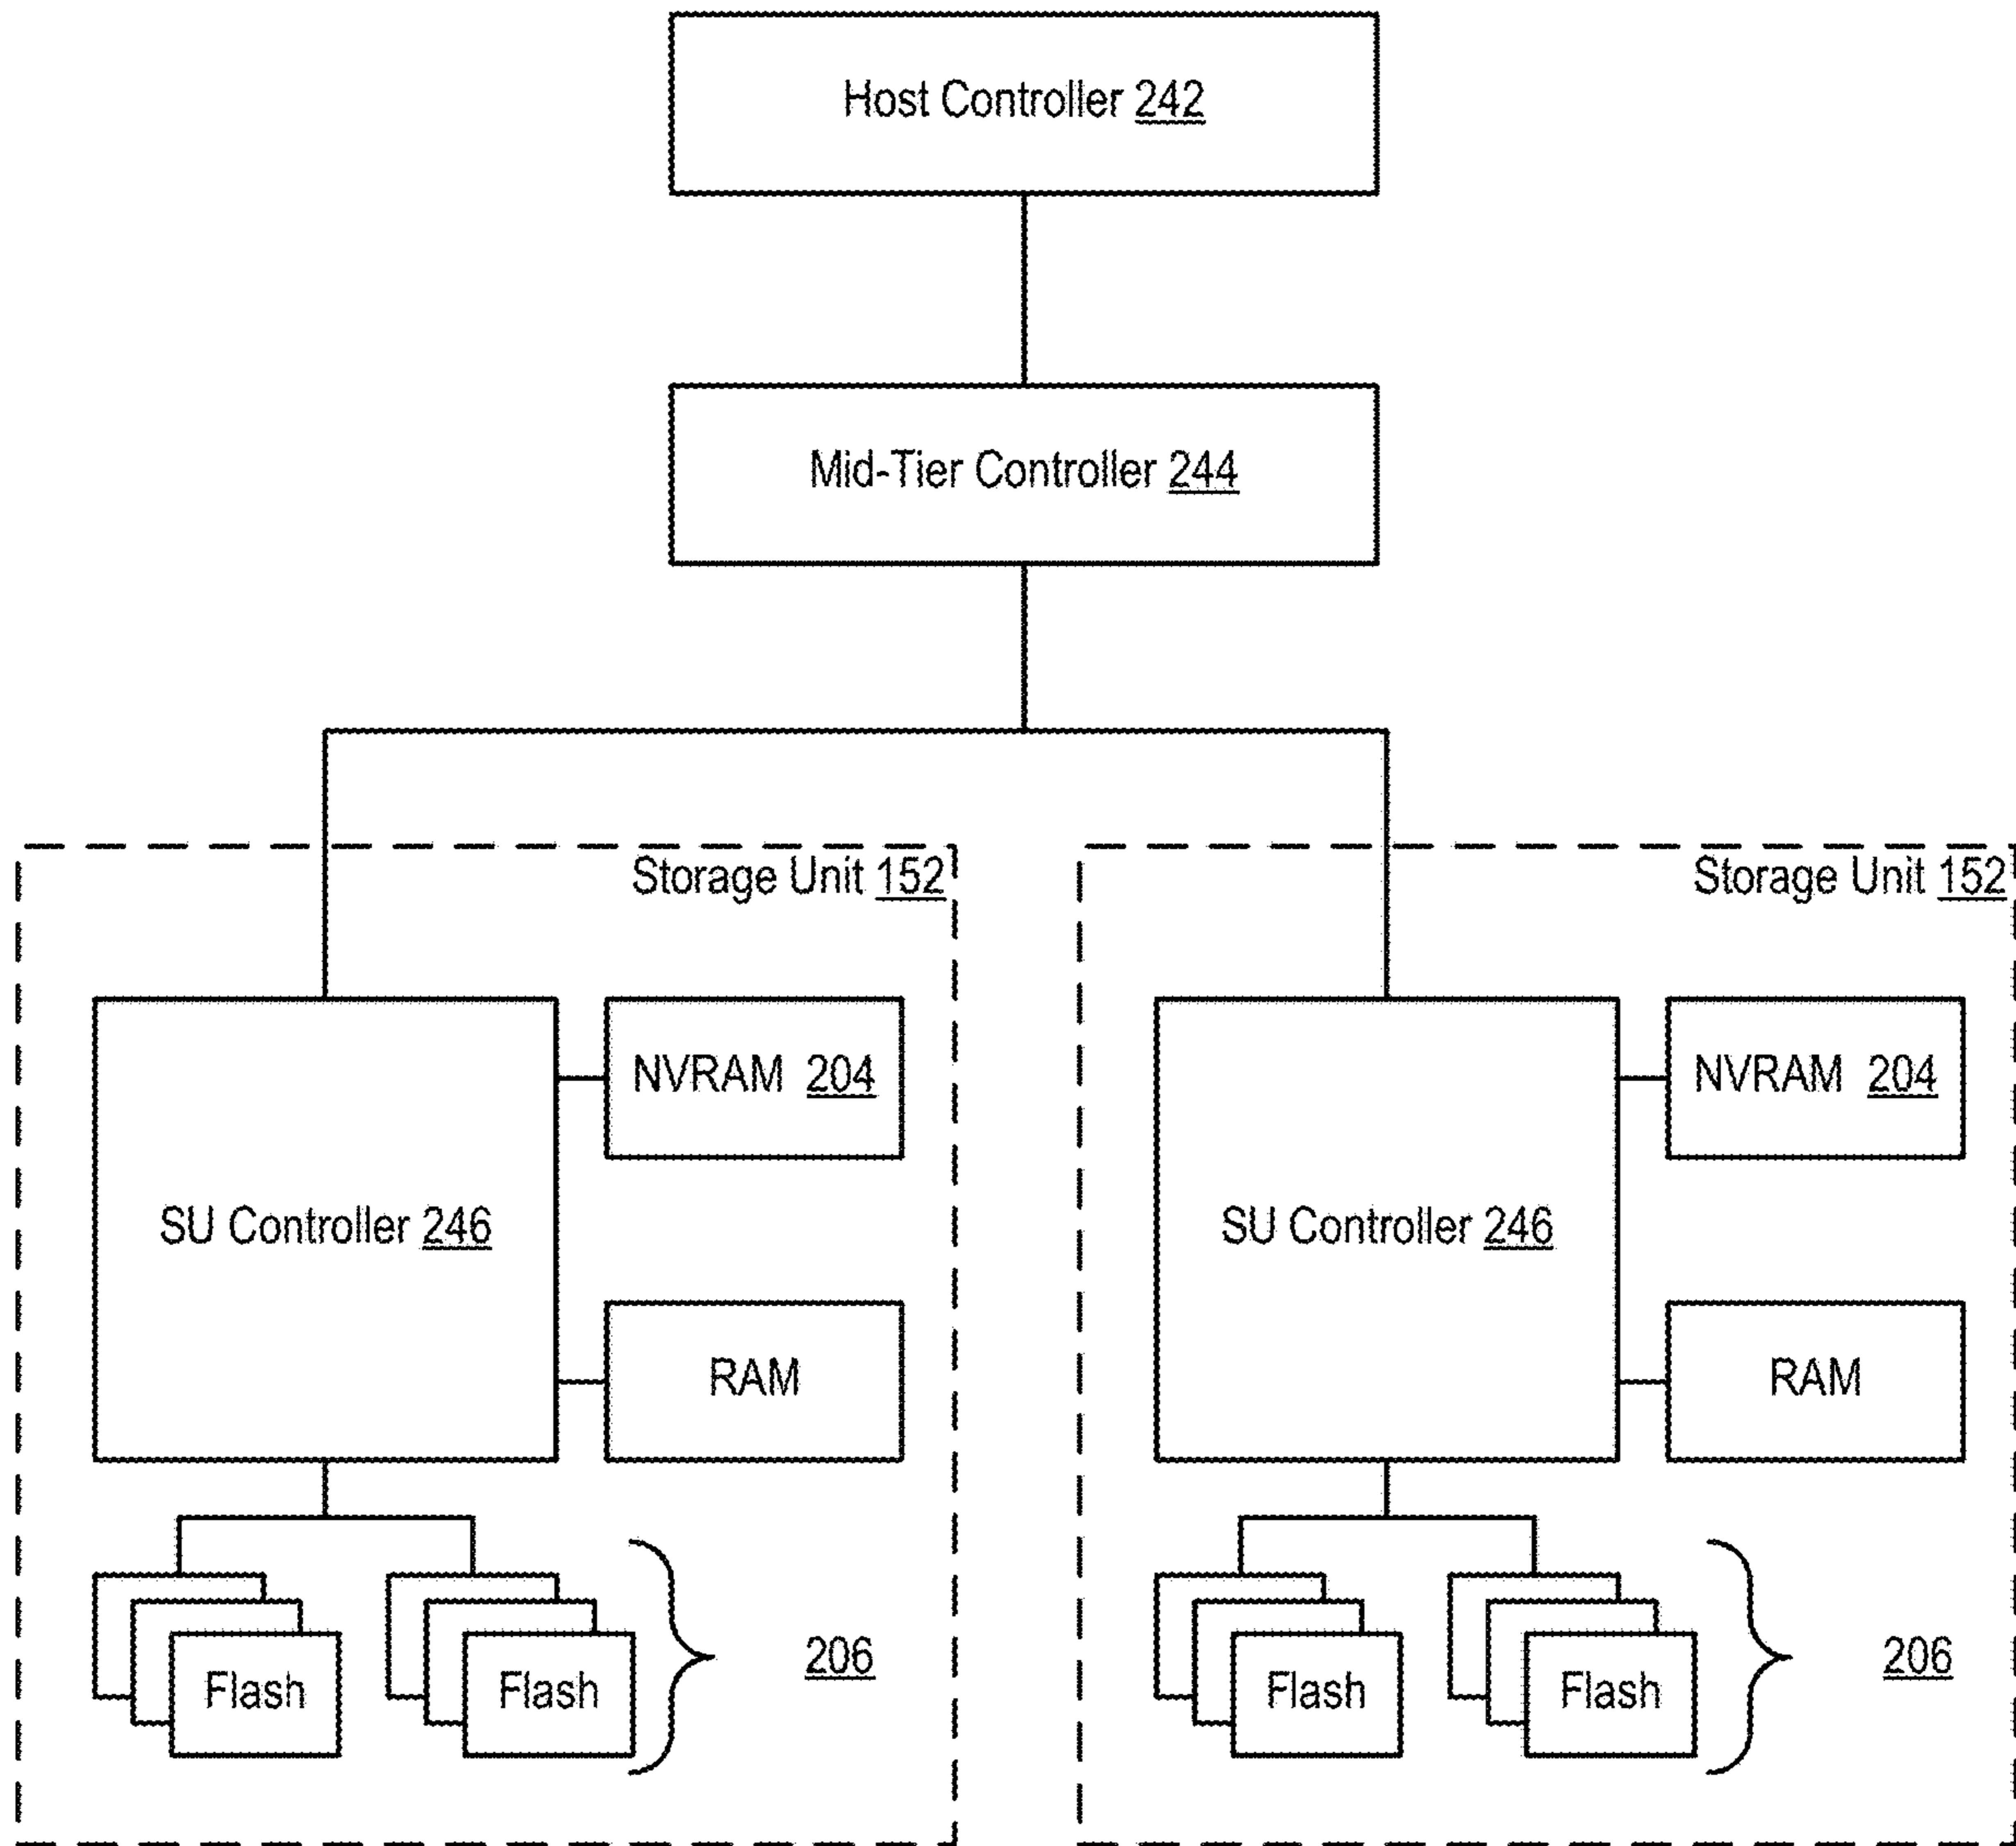 Host Controller 242
Mid-Tier Controller 244
Storage Unit 152
NVRAM 204
SU Controller 246
RAM
Flash
Flash
206
Storage Unit 152
NVRAM 204
SU Controller 246
RAM
Flash
Flash
206